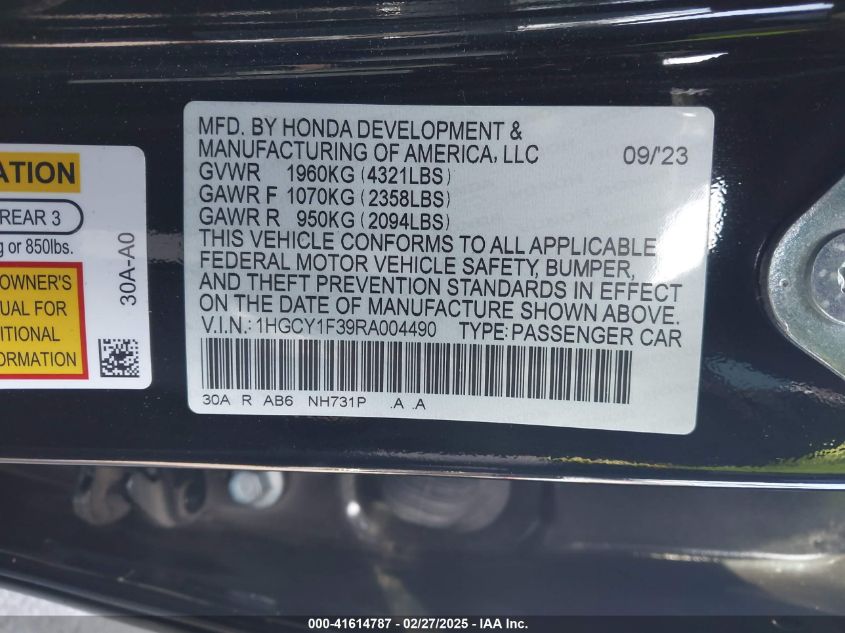 MFD. BY HONDA DEVELOPMENT &
MANUFACTURING OF AMERICA, LLC 09/'23
GVWR 1960KG (4321LBS)
GAWR F 1070KG (2358LBS)
GAWR R 950KG (2094LBS)
THIS VEHICLE CONFORMS TO ALL APPLICABLE
FEDERAL MOTOR VEHICLE SAFETY, BUMPER,
AND THEFT PREVENTION STANDARDS IN EFFECT
ON THE DATE OF MANUFACTURE SHOWN ABOVE.
V.I.N.: 1HGCY1F39RA004490 TYPE: PASSENGER CAR
30A R AB6 NH731P .A .A
ATION
REAR 3
g or 850lbs.
OWNER'S
UAL FOR
ITIONAL
FORMATION
30A-A0
000-41614787 - 02/27/2025 - IAA Inc.